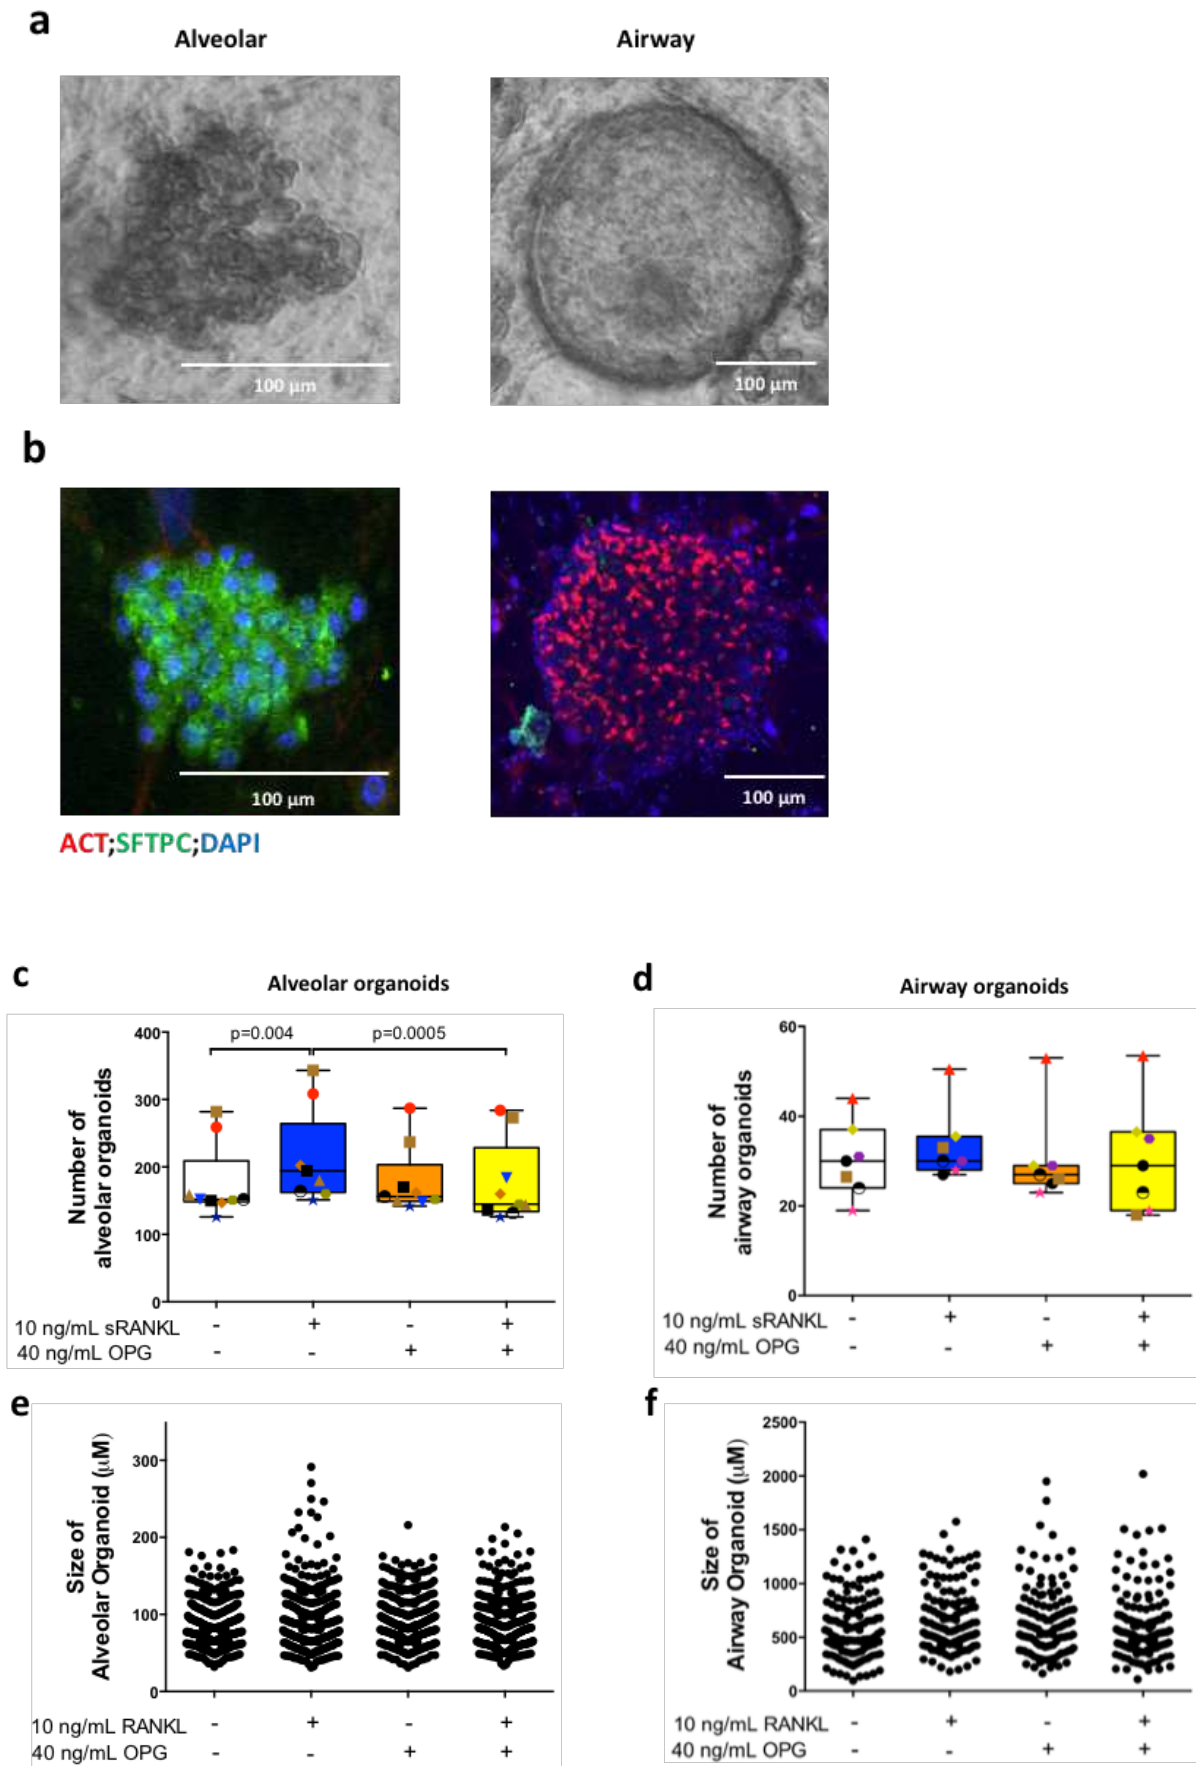 a
Alveolar
Airway
100 μm
100 μm
b
100 μm
100 μm
ACT;SFTPC;DAPI
c
Alveolar organoids
p=0.004
p=0.0005
Number of
alveolar organoids
400
300
200
100
0
10 ng/mL sRANKL - + - +
40 ng/mL OPG - - + +
d
Airway organoids
Number of
airway organoids
60
40
20
0
10 ng/mL sRANKL - + - +
40 ng/mL OPG - - + +
e
Size of
Alveolar Organoid (μM)
300
200
100
0
10 ng/mL RANKL - + - +
40 ng/mL OPG - - + +
f
Size of
Airway Organoid (μM)
2500
2000
1500
1000
500
0
10 ng/mL RANKL - + - +
40 ng/mL OPG - - + +